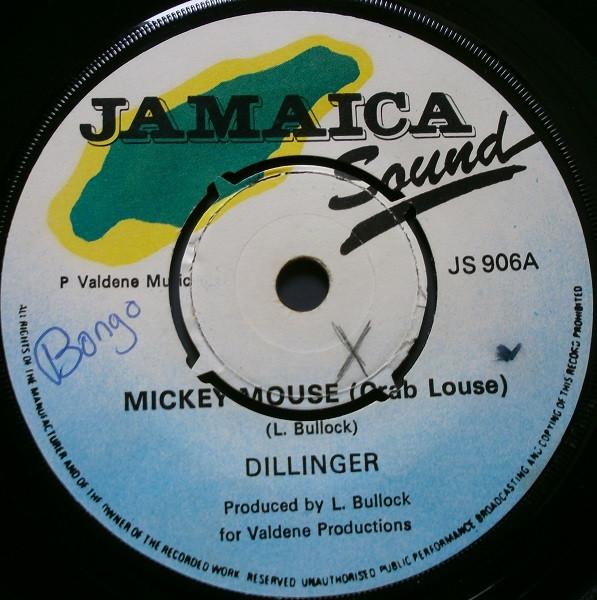 JAMAICA
Sound
P Valdene Music
JS 906A
Bongo
X
MICKEY MOUSE (Crab Louse)
(L. Bullock)
DILLINGER
Produced by L. Bullock
for Valdene Productions
ALL RIGHTS OF THE MANUFACTURER AND OF THE OWNER OF THE RECORDED WORK RESERVED UNAUTHORISED PUBLIC PERFORMANCE BROADCASTING AND COPYING OF THIS RECORD PROHIBITED